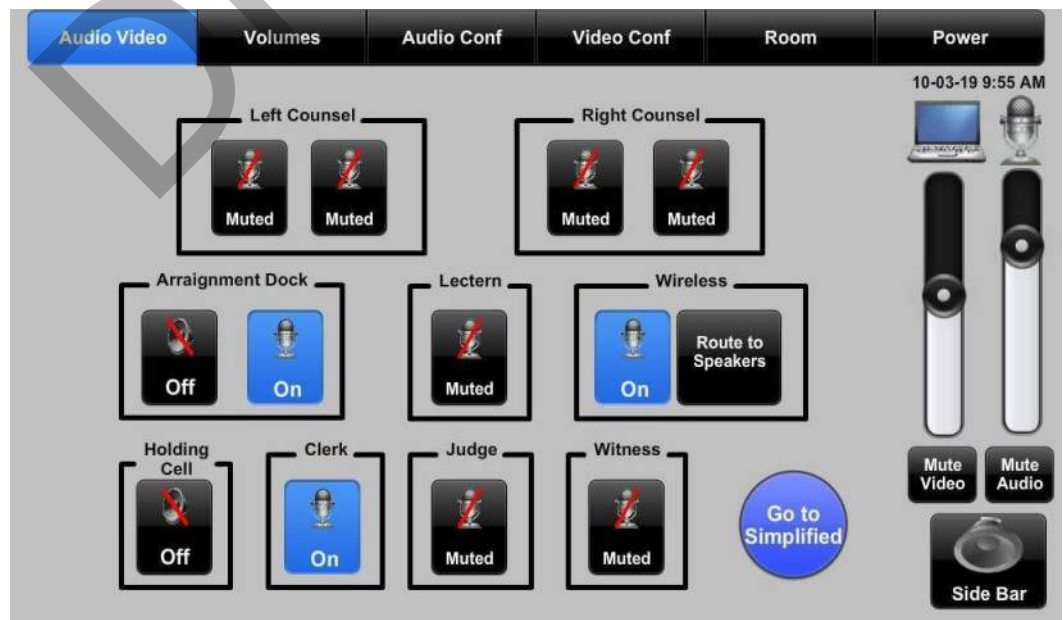 Audio Video
Volumes
Audio Conf
Video Conf
Room
Power
10-03-19 9:55 AM
Left Counsel
Muted
Muted
Right Counsel
Muted
Muted
Arraignment Dock
Off
On
Lectern
Muted
Wireless
On
Route to
Speakers
Holding
Cell
Off
Clerk
On
Judge
Muted
Witness
Muted
Go to
Simplified
Mute
Video
Mute
Audio
Side Bar